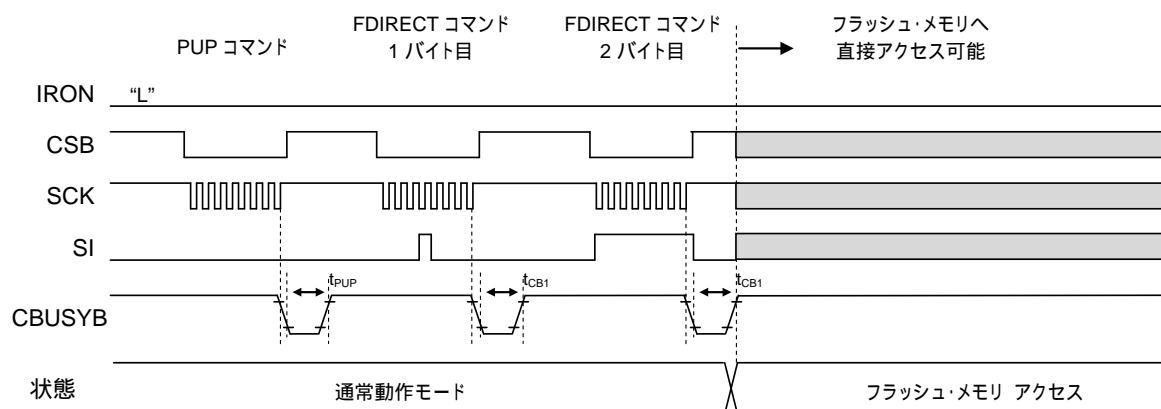 PUP コマンド
FDIRECT コマンド
1 バイト目
FDIRECT コマンド
2 バイト目
フラッシュ・メモリへ
直接アクセス可能
IRON
"L"
CSB
SCK
SI
tPUP
tCB1
tCB1
CBUSYB
状態
通常動作モード
フラッシュ・メモリ アクセス